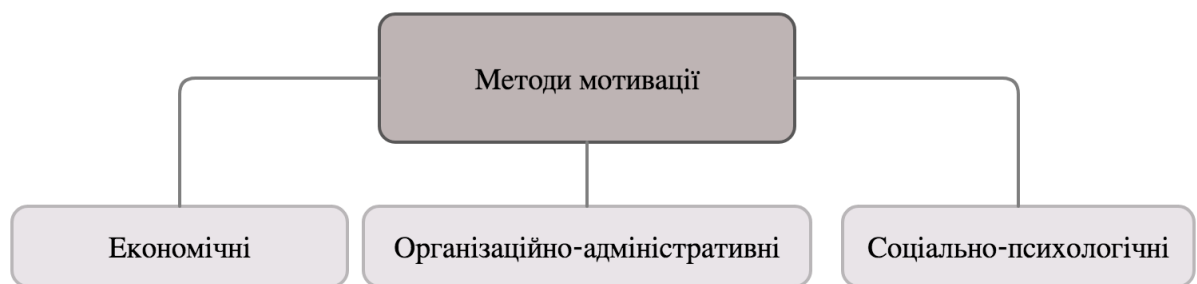 Методи мотивації
Економічні
Організаційно-адміністративні
Соціально-психологічні